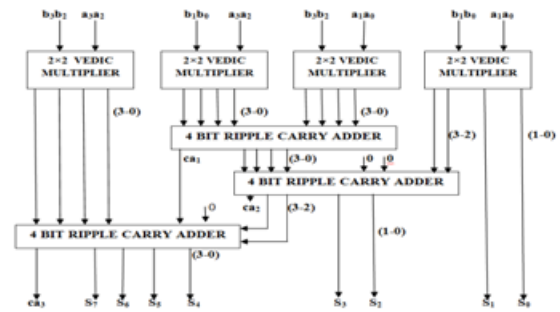 b₃b₂ a₃a₂ b₁b₀ a₃a₂ b₃b₂ a₁a₀ b₁b₀ a₁a₀
2×2 VEDIC MULTIPLIER
2×2 VEDIC MULTIPLIER
2×2 VEDIC MULTIPLIER
2×2 VEDIC MULTIPLIER
(3-0) (3-0) (3-0) (3-2) (1-0)
4 BIT RIPPLE CARRY ADDER
ca₁ (3-0) 0 0
4 BIT RIPPLE CARRY ADDER
0 ca₂ (3-2) (1-0)
4 BIT RIPPLE CARRY ADDER
(3-0)
ca₃ S₇ S₆ S₅ S₄ S₃ S₂ S₁ S₀